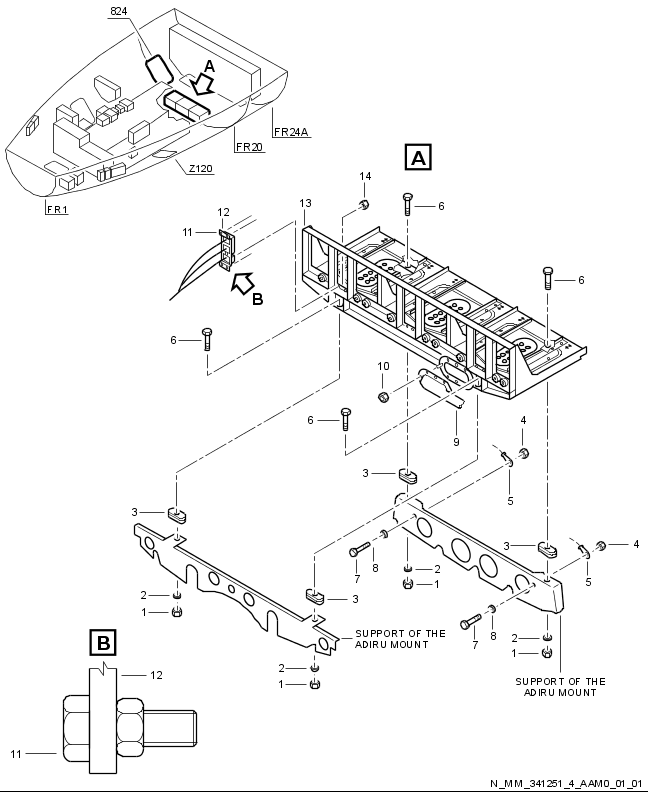 824
A
FR24A
FR20
Z120
FR1
A
14
6
13
12
11
B
6
6
10
6
9
4
3
5
3
3
4
7
8
5
2
1
3
2
1
7
8
2
1
SUPPORT OF THE
ADIRU MOUNT
2
1
SUPPORT OF THE
ADIRU MOUNT
B
12
11
N_MM_341251_4_AAM0_01_01